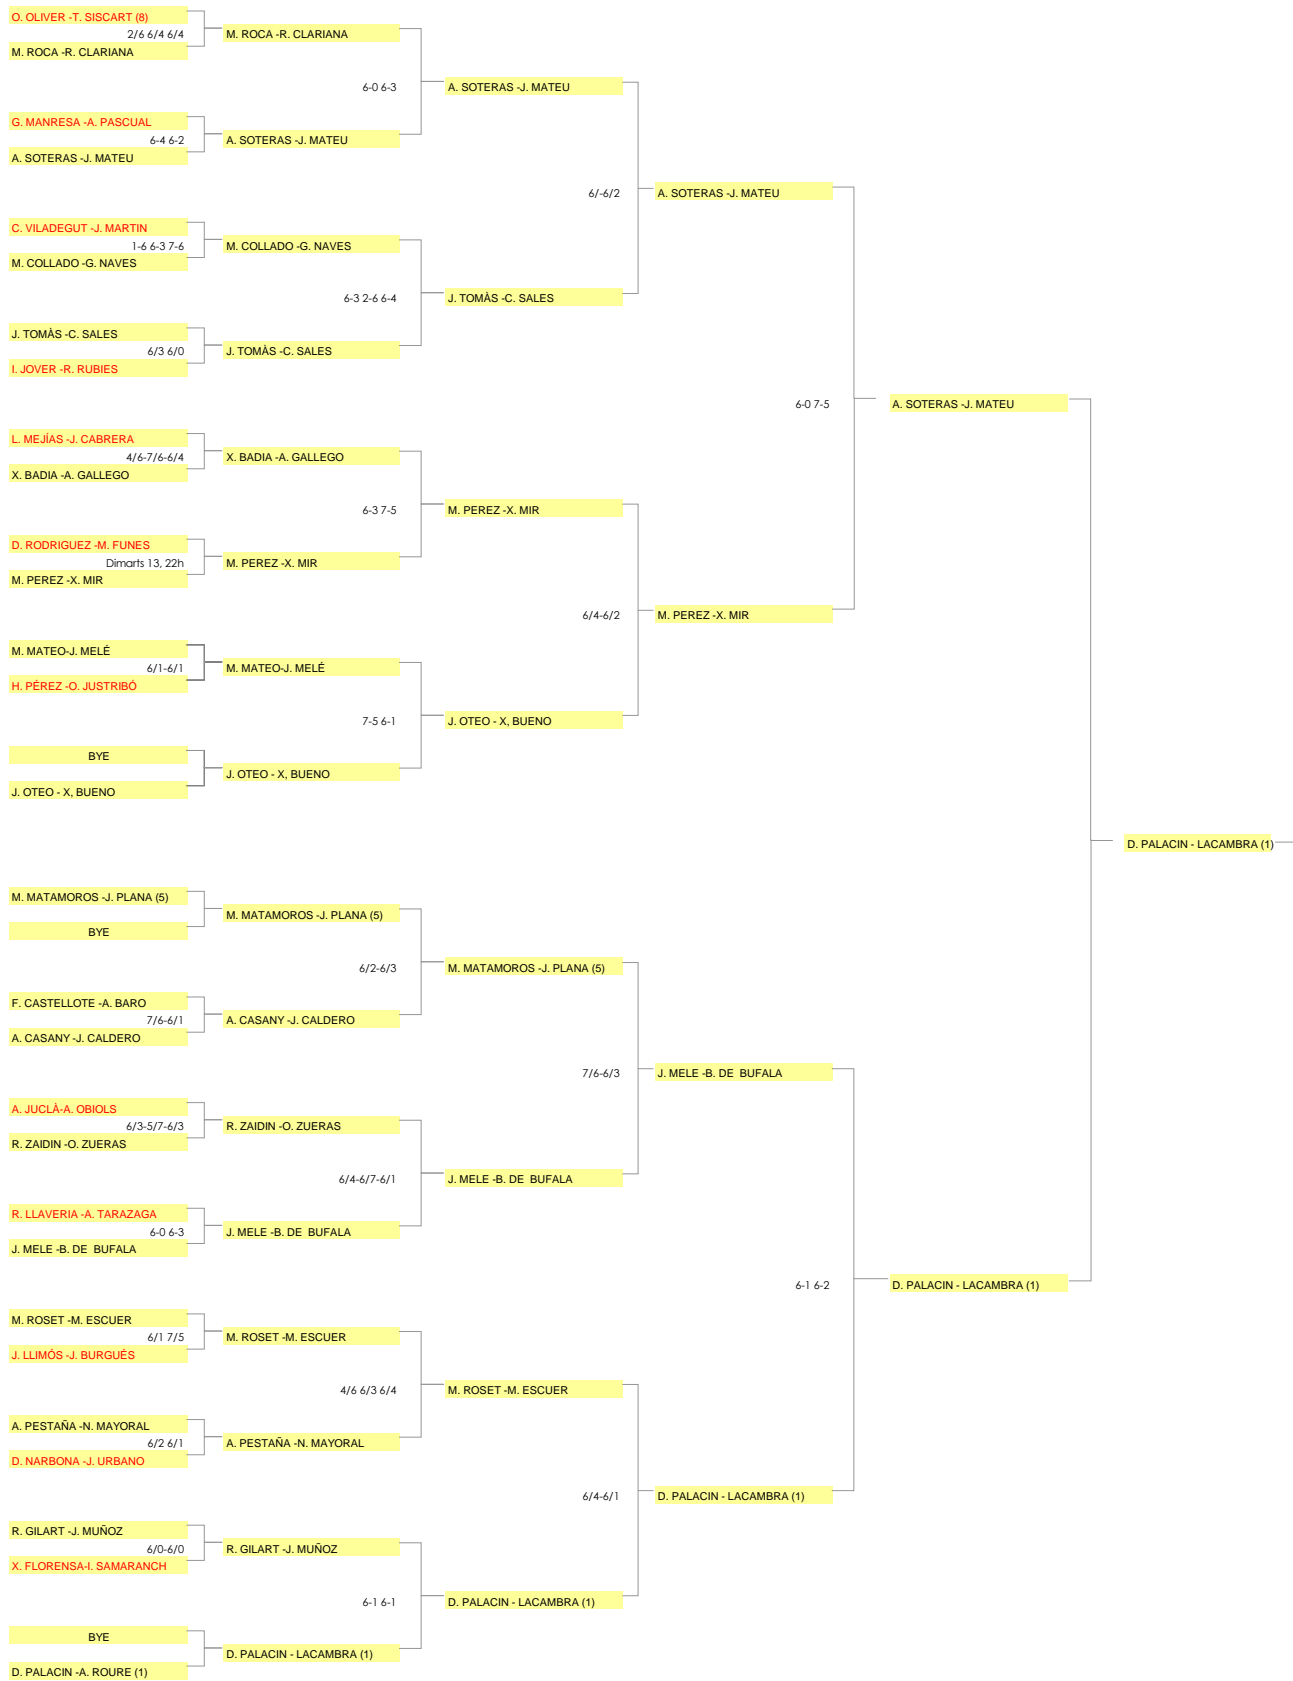 O. OLIVER -T. SISCART (8)
2/6 6/4 6/4
M. ROCA -R. CLARIANA
M. ROCA -R. CLARIANA
6-0 6-3
A. SOTERAS -J. MATEU
G. MANRESA -A. PASCUAL
6-4 6-2
A. SOTERAS -J. MATEU
A. SOTERAS -J. MATEU
6/-6/2
A. SOTERAS -J. MATEU
C. VILADEGUT -J. MARTIN
1-6 6-3 7-6
M. COLLADO -G. NAVES
M. COLLADO -G. NAVES
6-3 2-6 6-4
J. TOMÀS -C. SALES
J. TOMÀS -C. SALES
6/3 6/0
J. TOMÀS -C. SALES
I. JOVER -R. RUBIES
6-0 7-5
A. SOTERAS -J. MATEU
L. MEJÍAS -J. CABRERA
4/6-7/6-6/4
X. BADIA -A. GALLEGO
X. BADIA -A. GALLEGO
6-3 7-5
M. PEREZ -X. MIR
D. RODRIGUEZ -M. FUNES
Dimarts 13, 22h
M. PEREZ -X. MIR
M. PEREZ -X. MIR
6/4-6/2
M. PEREZ -X. MIR
M. MATEO-J. MELÉ
6/1-6/1
M. MATEO-J. MELÉ
H. PÉREZ -O. JUSTRIBÓ
7-5 6-1
J. OTEO - X, BUENO
BYE
J. OTEO - X, BUENO
J. OTEO - X, BUENO
D. PALACIN - LACAMBRA (1)
M. MATAMOROS -J. PLANA (5)
M. MATAMOROS -J. PLANA (5)
BYE
6/2-6/3
M. MATAMOROS -J. PLANA (5)
F. CASTELLOTE -A. BARO
7/6-6/1
A. CASANY -J. CALDERO
A. CASANY -J. CALDERO
7/6-6/3
J. MELE -B. DE  BUFALA
A. JUCLÀ-A. OBIOLS
6/3-5/7-6/3
R. ZAIDIN -O. ZUERAS
R. ZAIDIN -O. ZUERAS
6/4-6/7-6/1
J. MELE -B. DE  BUFALA
R. LLAVERIA -A. TARAZAGA
6-0 6-3
J. MELE -B. DE  BUFALA
J. MELE -B. DE  BUFALA
6-1 6-2
D. PALACIN - LACAMBRA (1)
M. ROSET -M. ESCUER
6/1 7/5
M. ROSET -M. ESCUER
J. LLIMÓS -J. BURGUÉS
4/6 6/3 6/4
M. ROSET -M. ESCUER
A. PESTAÑA -N. MAYORAL
6/2 6/1
A. PESTAÑA -N. MAYORAL
D. NARBONA -J. URBANO
6/4-6/1
D. PALACIN - LACAMBRA (1)
R. GILART -J. MUÑOZ
6/0-6/0
R. GILART -J. MUÑOZ
X. FLORENSA-I. SAMARANCH
6-1 6-1
D. PALACIN - LACAMBRA (1)
BYE
D. PALACIN - LACAMBRA (1)
D. PALACIN -A. ROURE (1)